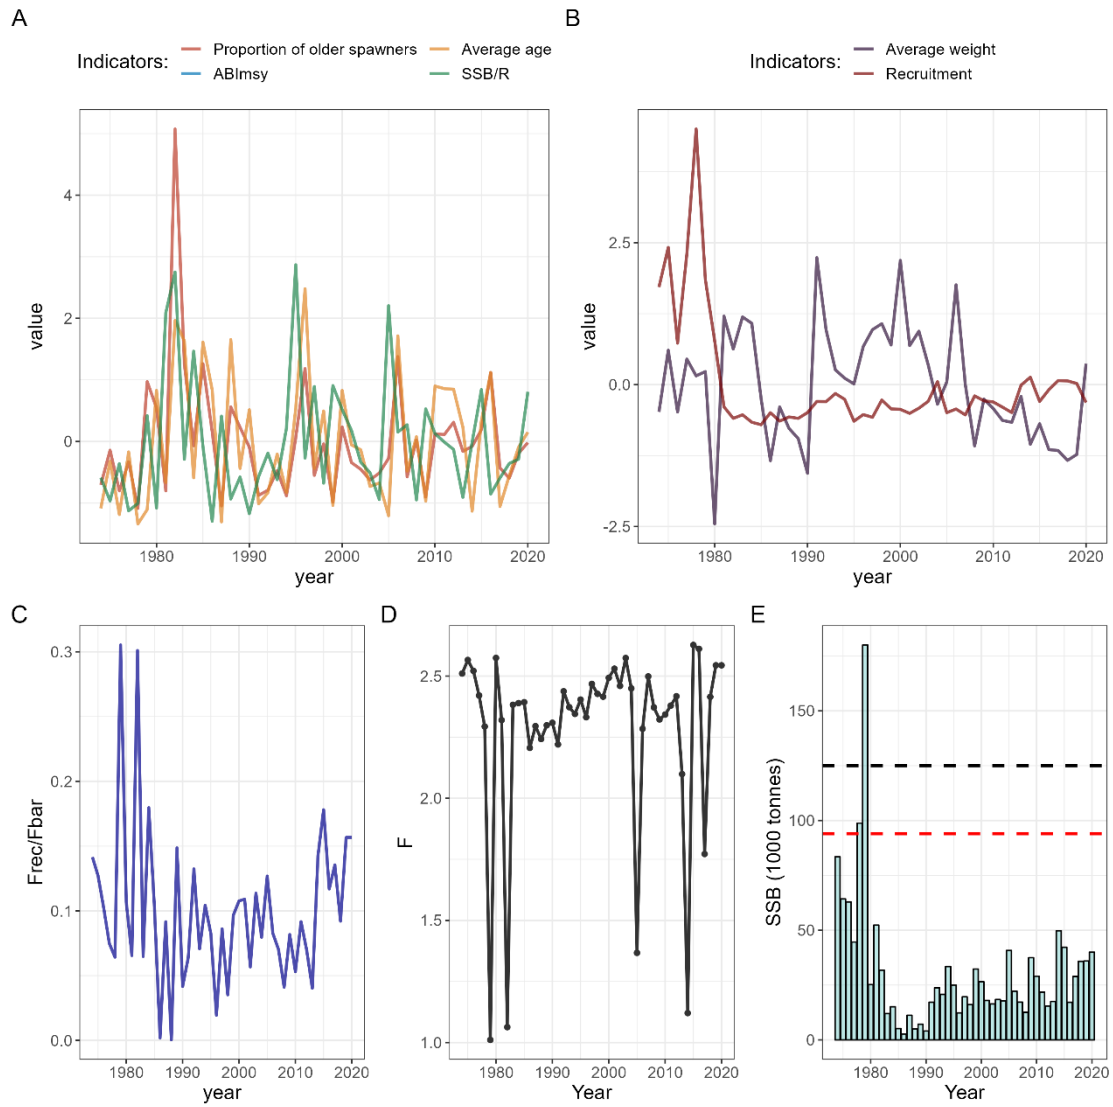 A
Indicators:
Proportion of older spawners
Average age
ABImsy
SSB/R
value
4
2
0
1980
1990
2000
2010
2020
year
B
Indicators:
Average weight
Recruitment
value
2.5
0.0
-2.5
1980
1990
2000
2010
2020
year
C
Frec/Fbar
0.3
0.2
0.1
0.0
1980
1990
2000
2010
2020
year
D
F
2.5
2.0
1.5
1.0
1980
1990
2000
2010
2020
Year
E
SSB (1000 tonnes)
150
100
50
0
1980
1990
2000
2010
2020
Year